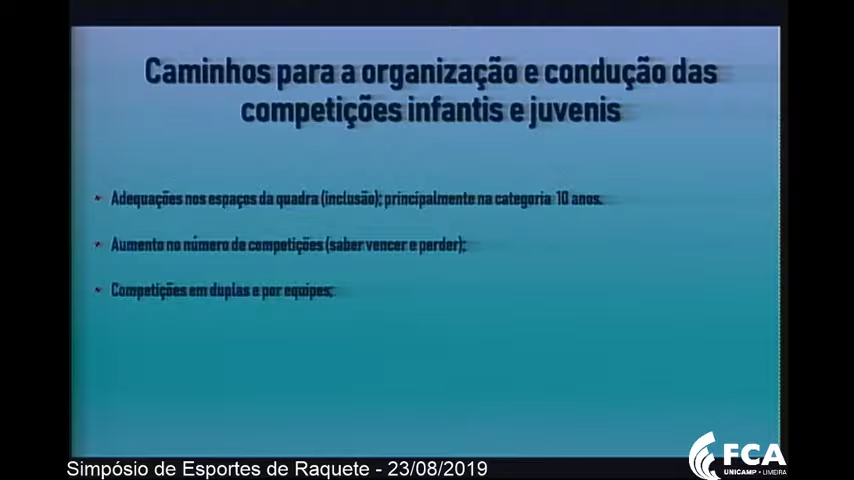 Caminhos para a organização e condução das
competições infantis e juvenis
Adequações nos espaços da quadra (inclusão); principalmente na categoria 10 anos.
Aumento no número de competições (saber vencer e perder);
Competições em duplas e por equipes;
Simpósio de Esportes de Raquete - 23/08/2019
FCA
UNICAMP • LIMEIRA